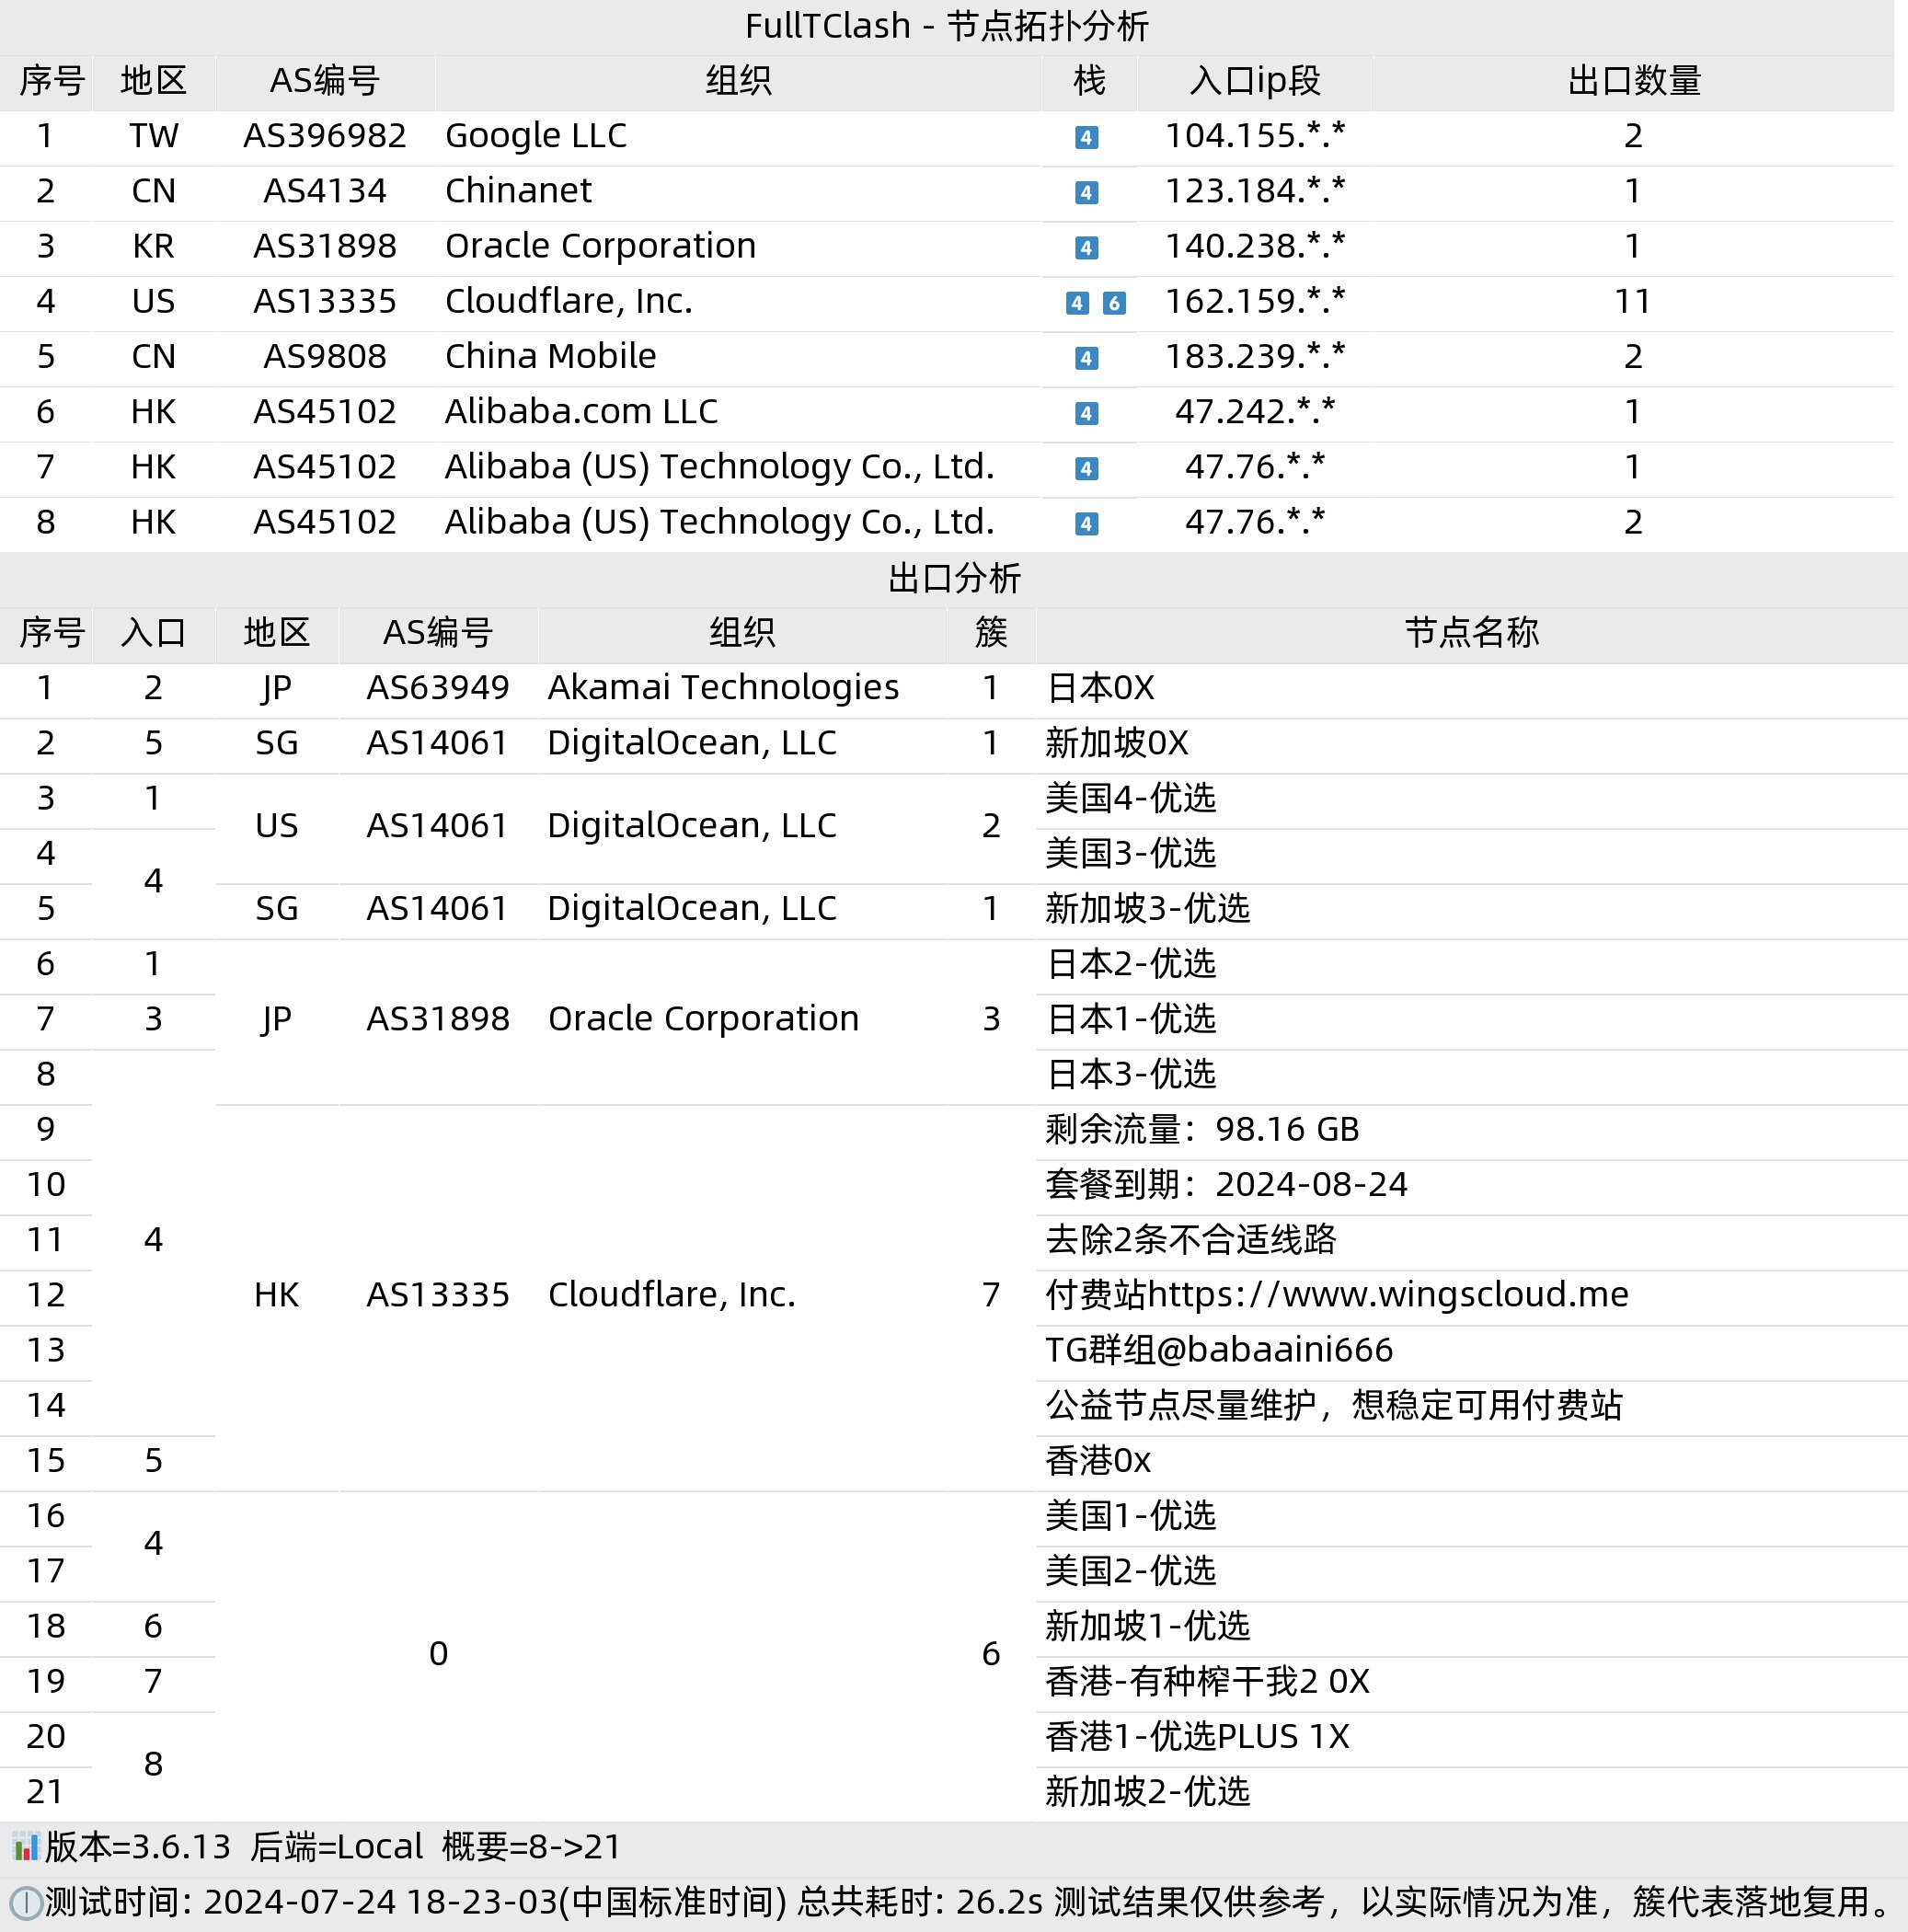 FullTClash - 节点拓扑分析
序号 地区 AS编号 组织 栈 入口ip段 出口数量
1 TW AS396982 Google LLC 4 104.155.*.* 2
2 CN AS4134 Chinanet 4 123.184.*.* 1
3 KR AS31898 Oracle Corporation 4 140.238.*.* 1
4 US AS13335 Cloudflare, Inc. 4 6 162.159.*.* 11
5 CN AS9808 China Mobile 4 183.239.*.* 2
6 HK AS45102 Alibaba.com LLC 4 47.242.*.* 1
7 HK AS45102 Alibaba (US) Technology Co., Ltd. 4 47.76.*.* 1
8 HK AS45102 Alibaba (US) Technology Co., Ltd. 4 47.76.*.* 2
出口分析
序号 入口 地区 AS编号 组织 簇 节点名称
1 2 JP AS63949 Akamai Technologies 1 日本0X
2 5 SG AS14061 DigitalOcean, LLC 1 新加坡0X
3 1 美国4-优选
US AS14061 DigitalOcean, LLC 2
4 美国3-优选
4
5 SG AS14061 DigitalOcean, LLC 1 新加坡3-优选
6 1 日本2-优选
7 3 JP AS31898 Oracle Corporation 3 日本1-优选
8 日本3-优选
9 剩余流量：98.16 GB
10 套餐到期：2024-08-24
11 4 去除2条不合适线路
12 HK AS13335 Cloudflare, Inc. 7 付费站https://www.wingscloud.me
13 TG群组@babaaini666
14 公益节点尽量维护，想稳定可用付费站
15 5 香港0x
16 美国1-优选
4
17 美国2-优选
18 6 新加坡1-优选
0 6
19 7 香港-有种榨干我2 0X
20 香港1-优选PLUS 1X
8
21 新加坡2-优选
版本=3.6.13 后端=Local 概要=8->21
测试时间: 2024-07-24 18-23-03(中国标准时间) 总共耗时: 26.2s 测试结果仅供参考，以实际情况为准，簇代表落地复用。